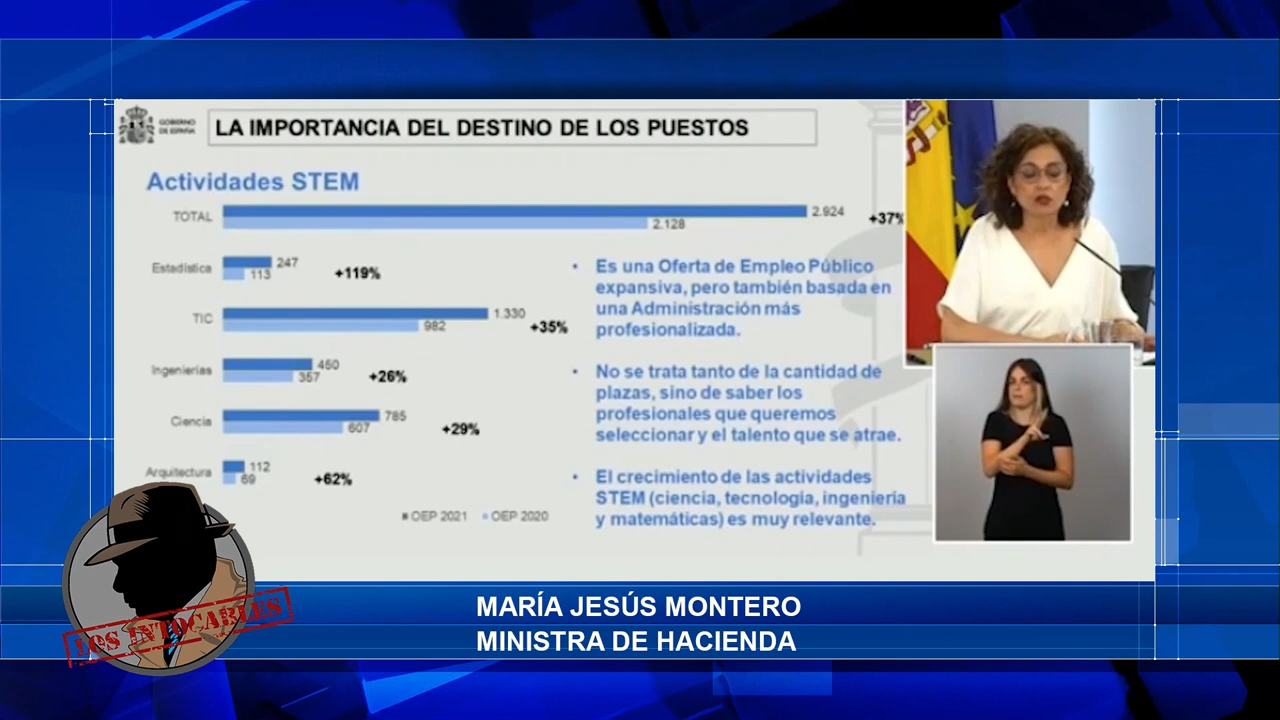 GOBIERNO
DE ESPAÑA
LA IMPORTANCIA DEL DESTINO DE LOS PUESTOS
Actividades STEM
TOTAL
2.924
2.128
+37%
Estadística
247
113
+119%
TIC
1.330
982
+35%
Ingenierías
450
357
+26%
Ciencia
785
607
+29%
Arquitectura
112
69
+62%
OEP 2021 OEP 2020
• Es una Oferta de Empleo Público
expansiva, pero también basada en
una Administración más
profesionalizada.
• No se trata tanto de la cantidad de
plazas, sino de saber los
profesionales que queremos
seleccionar y el talento que se atrae.
• El crecimiento de las actividades
STEM (ciencia, tecnología, ingeniería
y matemáticas) es muy relevante.
LOS INTOCABLES
MARÍA JESÚS MONTERO
MINISTRA DE HACIENDA